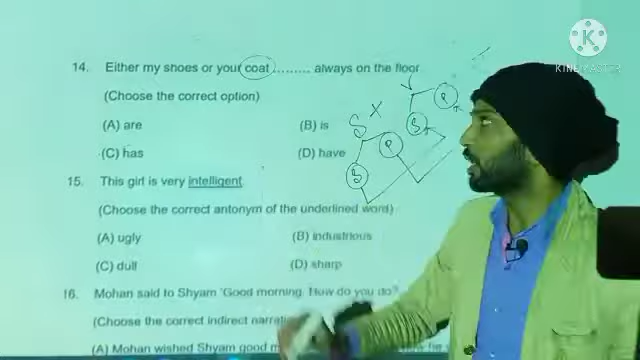 14. Either my shoes or your coat ......... always on the floor.
(Choose the correct option)
(A) are (B) is
(C) has (D) have
15. This girl is very intelligent.
(Choose the correct antonym of the underlined word)
(A) ugly (B) industrious
(C) dull (D) sharp
16. Mohan said to Shyam 'Good morning. How do you do?
(Choose the correct indirect
(A) Mohan wished Shyam good
K
KINEMASTER
S X
S P
S P